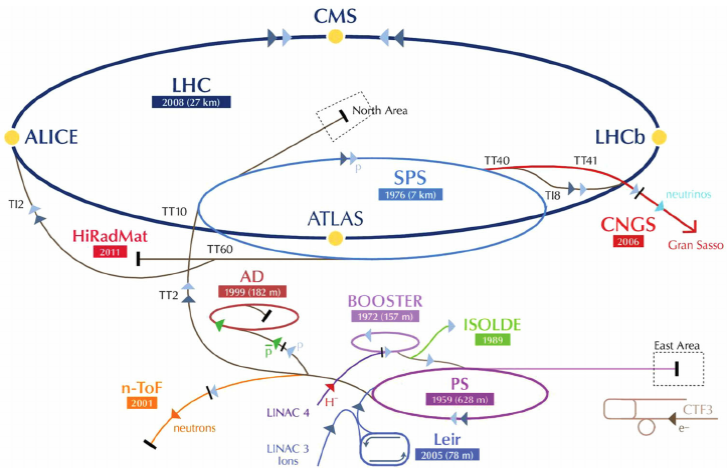 CMS
LHC
2008 (27 km)
North Area
ALICE
LHCb
TT40
TT41
p
SPS
1976 (7 km)
TI8
neutrinos
TI2
TT10
ATLAS
CNGS
2006
Gran Sasso
HiRadMat
2011
TT60
AD
1999 (182 m)
TT2
BOOSTER
1972 (157 m)
ISOLDE
1989
p̄
p
East Area
n-ToF
2001
PS
1959 (628 m)
H⁻
LINAC 4
neutrons
CTF3
e–
LINAC 3
Ions
Leir
2005 (78 m)